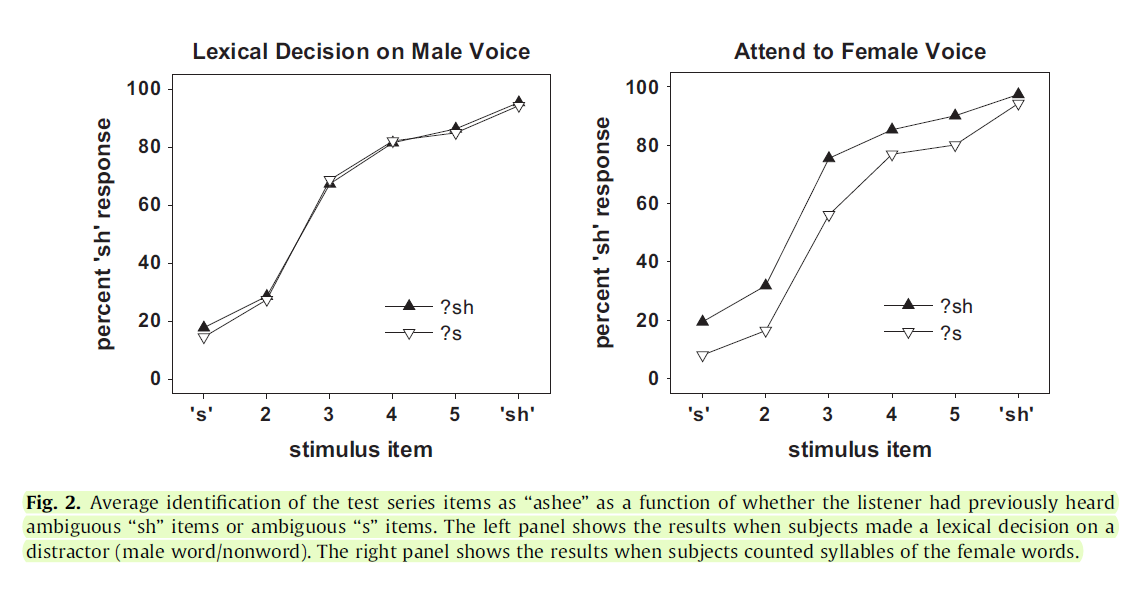 Lexical Decision on Male Voice
percent 'sh' response
100
80
60
40
20
0
?sh
?s
's' 2 3 4 5 'sh'
stimulus item
Attend to Female Voice
percent 'sh' response
100
80
60
40
20
0
?sh
?s
's' 2 3 4 5 'sh'
stimulus item
Fig. 2. Average identification of the test series items as “ashee” as a function of whether the listener had previously heard
ambiguous “sh” items or ambiguous “s” items. The left panel shows the results when subjects made a lexical decision on a
distractor (male word/nonword). The right panel shows the results when subjects counted syllables of the female words.